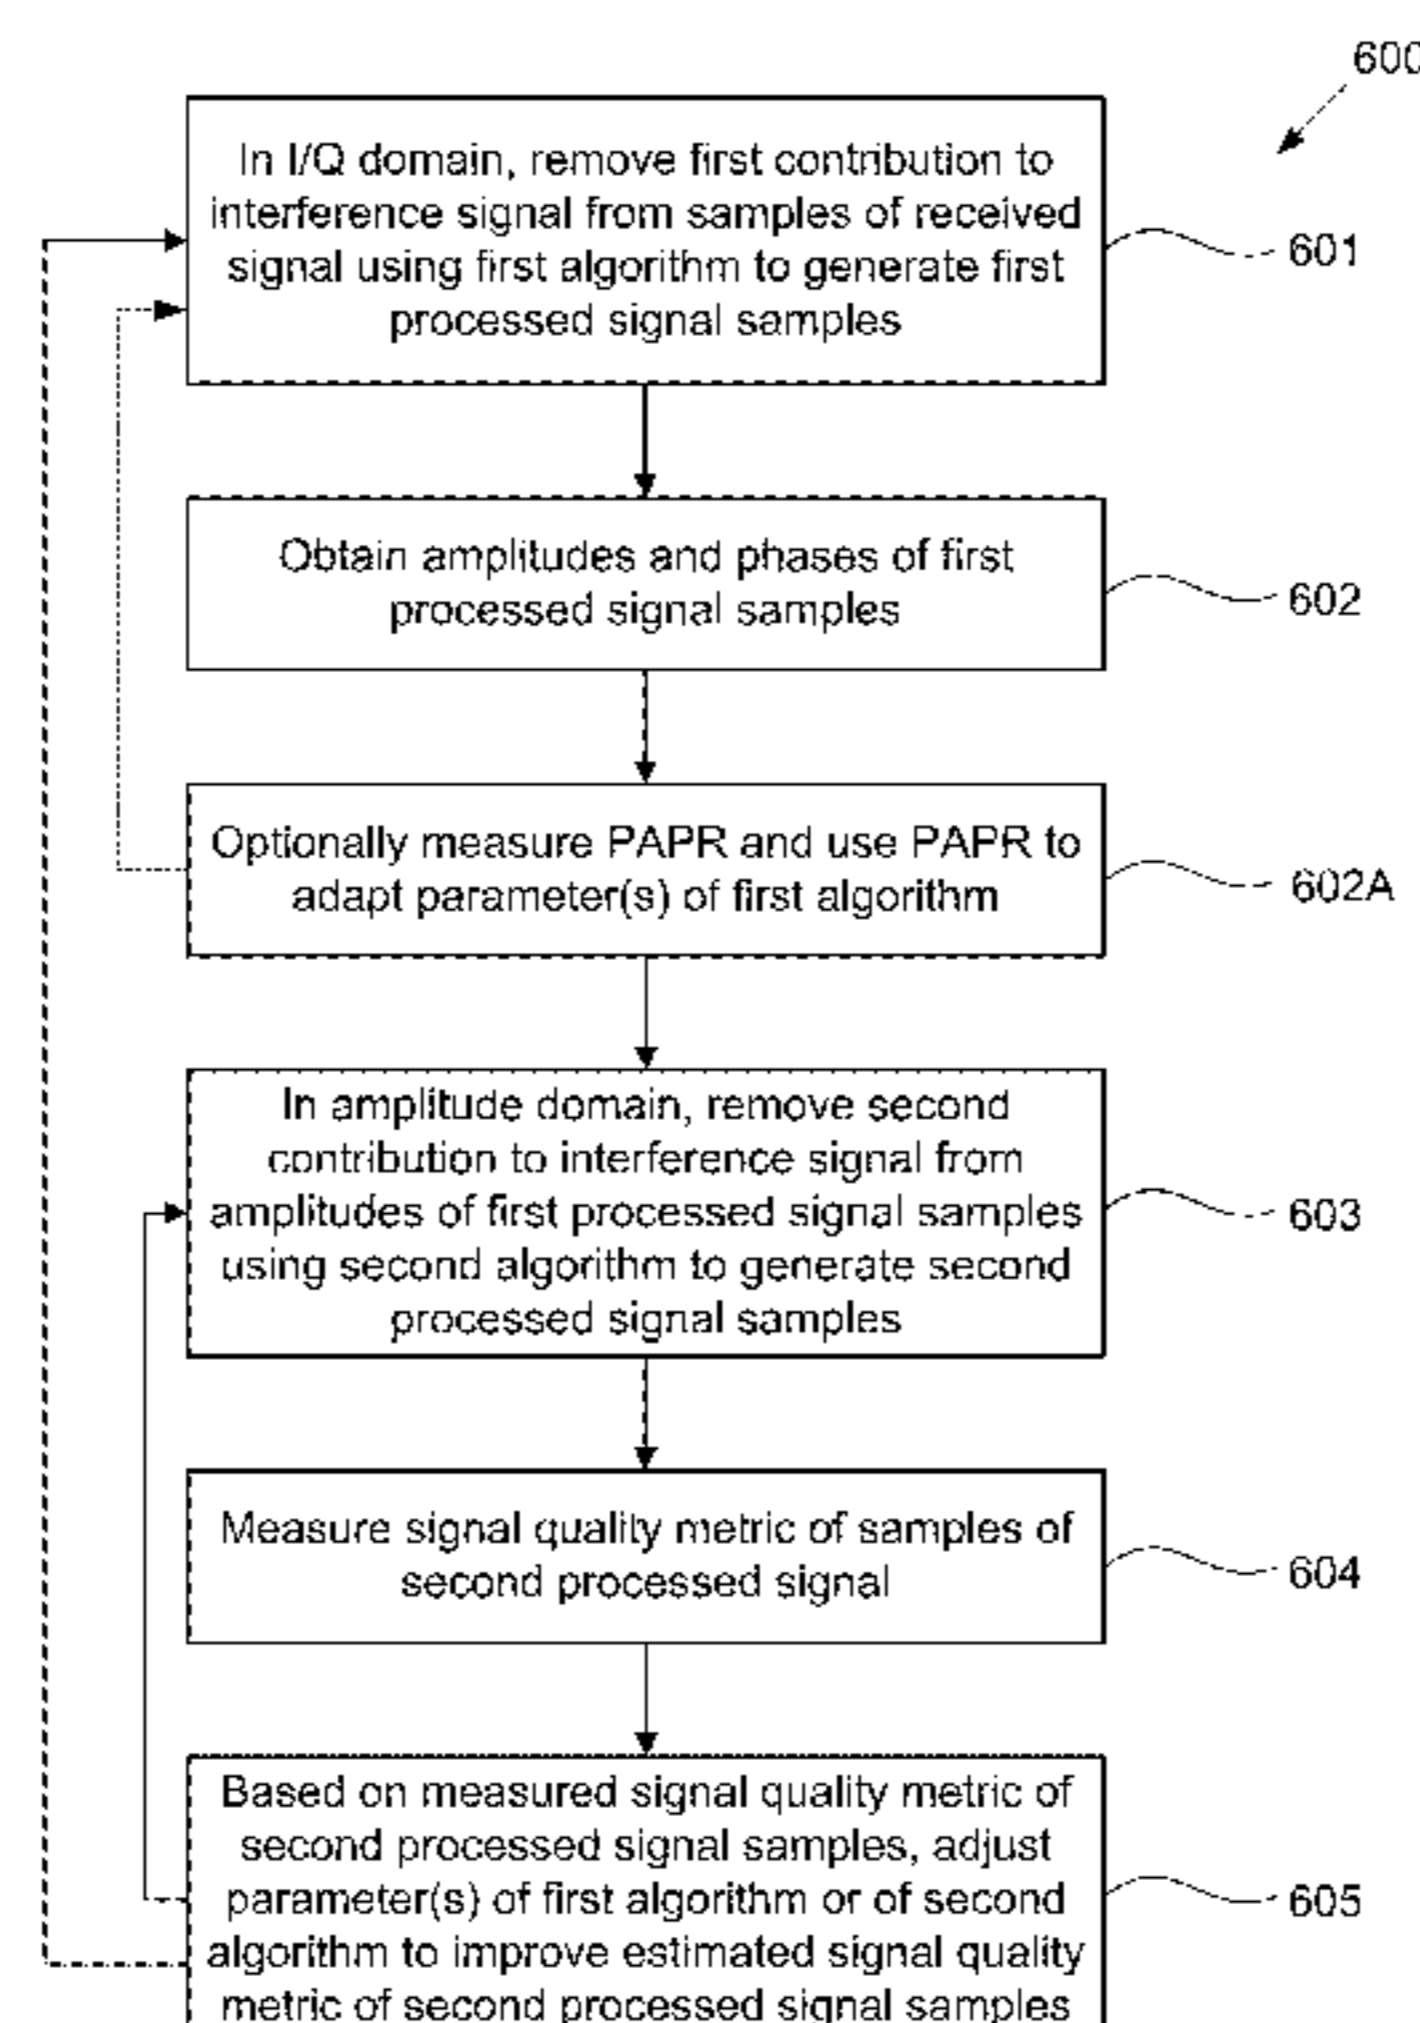 600
In I/Q domain, remove first contribution to
interference signal from samples of received
signal using first algorithm to generate first
processed signal samples
601
Obtain amplitudes and phases of first
processed signal samples
602
Optionally measure PAPR and use PAPR to
adapt parameter(s) of first algorithm
602A
In amplitude domain, remove second
contribution to interference signal from
amplitudes of first processed signal samples
using second algorithm to generate second
processed signal samples
603
Measure signal quality metric of samples of
second processed signal
604
Based on measured signal quality metric of
second processed signal samples, adjust
parameter(s) of first algorithm or of second
algorithm to improve estimated signal quality
metric of second processed signal samples
605